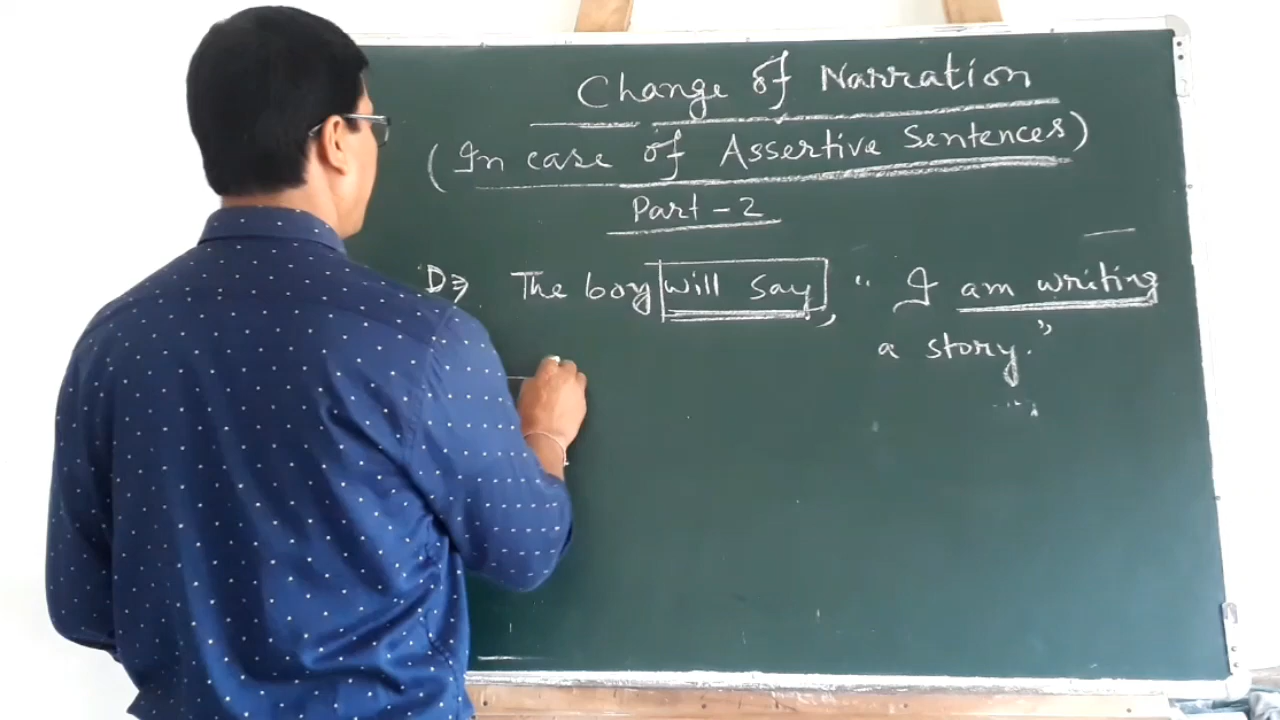 Change of Narration
(In case of Assertive Sentences)
Part - 2
D⇒ The boy will say, " I am writing
a story."